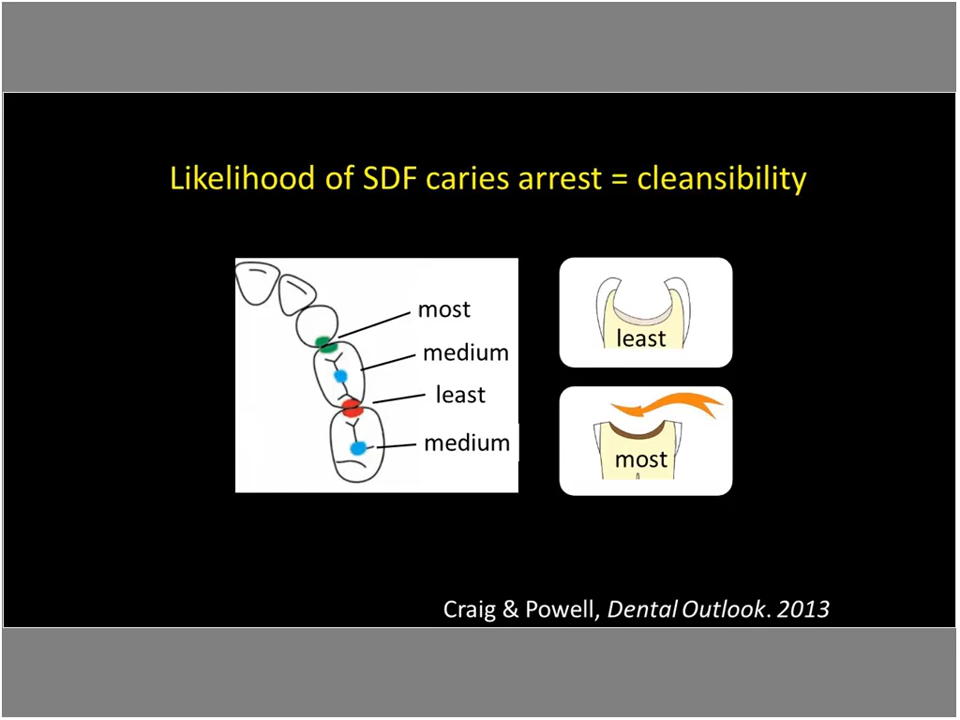 Likelihood of SDF caries arrest = cleansibility
most
medium
least
medium
least
most
Craig & Powell, Dental Outlook. 2013